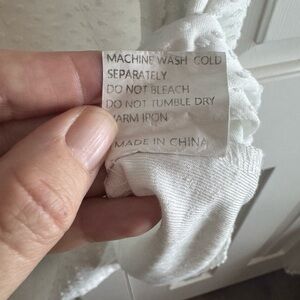 MACHINE WASH COLD
SEPARATELY
DO NOT BLEACH
DO NOT TUMBLE DRY
WARM IRON
MADE IN CHINA